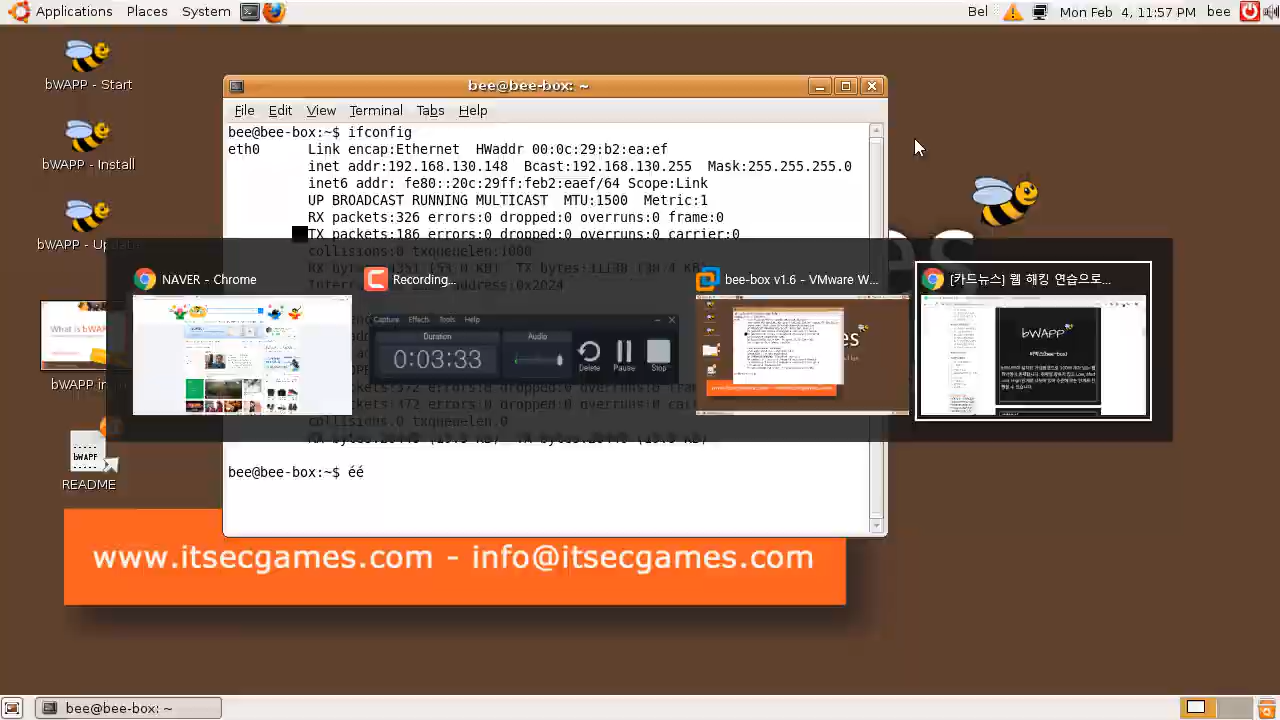 Applications Places System
Bel Mon Feb 4, 11:57 PM bee
bWAPP - Start
bWAPP - Install
README
bee@bee-box: ~
File Edit View Terminal Tabs Help
bee@bee-box:~$ ifconfig
eth0 Link encap:Ethernet HWaddr 00:0c:29:b2:ea:ef
inet addr:192.168.130.148 Bcast:192.168.130.255 Mask:255.255.255.0
inet6 addr: fe80::20c:29ff:feb2:eaef/64 Scope:Link
UP BROADCAST RUNNING MULTICAST MTU:1500 Metric:1
RX packets:326 errors:0 dropped:0 overruns:0 frame:0
TX packets:186 errors:0 dropped:0 overruns:0 carrier:0
collisions:0 txqueuelen:1000
NAVER - Chrome
Recording...
Capture Effects Tools Help
Duration
Audio
0:03:33
Delete
Pause
Stop
bee-box v1.6 - VMware W...
[카드뉴스] 웹 해킹 연습으로...
bWAPP
collisions:0 txqueuelen:0
bee@bee-box:~$ éé
www.itsecgames.com - info@itsecgames.com
bee@bee-box: ~